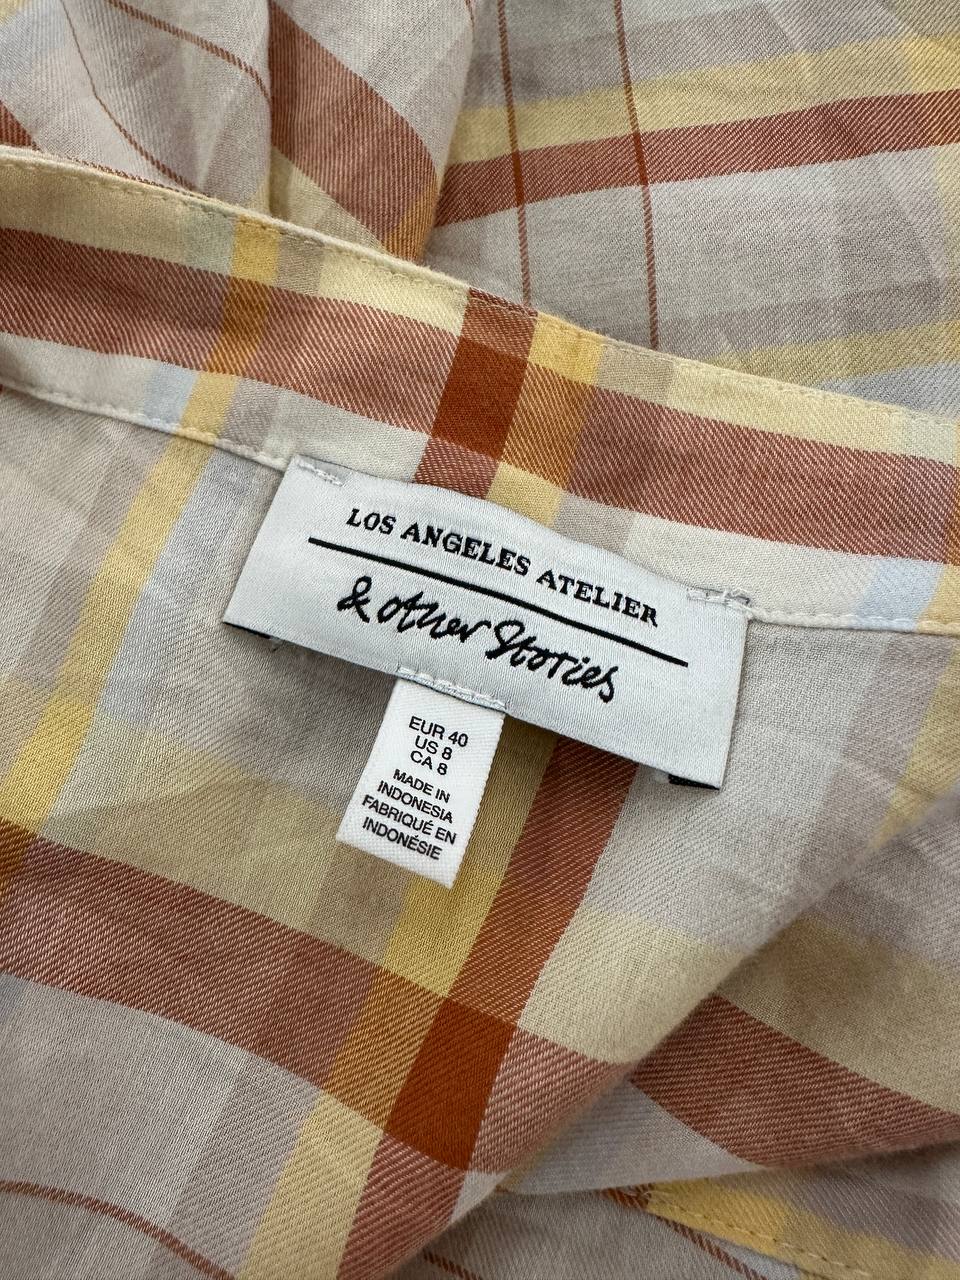 LOS ANGELES ATELIER
& other Stories
EUR 40
US 8
CA 8
MADE IN
INDONESIA
FABRIQUÉ EN
INDONÉSIE